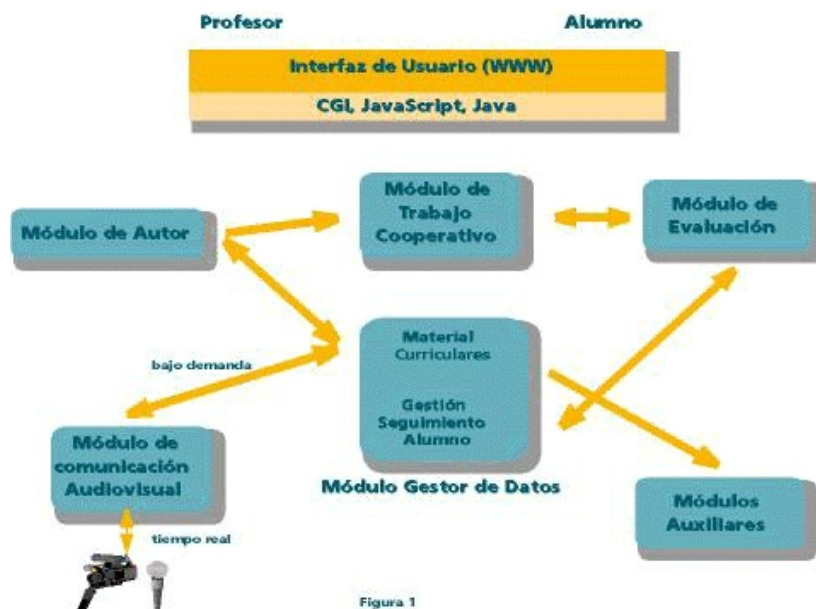 Profesor
Alumno
Interfaz de Usuario (WWW)
CGI, JavaScript, Java
Módulo de Autor
Módulo de
Trabajo
Cooperativo
Módulo de
Evaluación
bajo demanda
Material
Curriculares
Gestión
Seguimiento
Alumno
Módulo Gestor de Datos
Módulo de
comunicación
Audiovisual
Módulos
Auxiliares
tiempo real
Figura 1